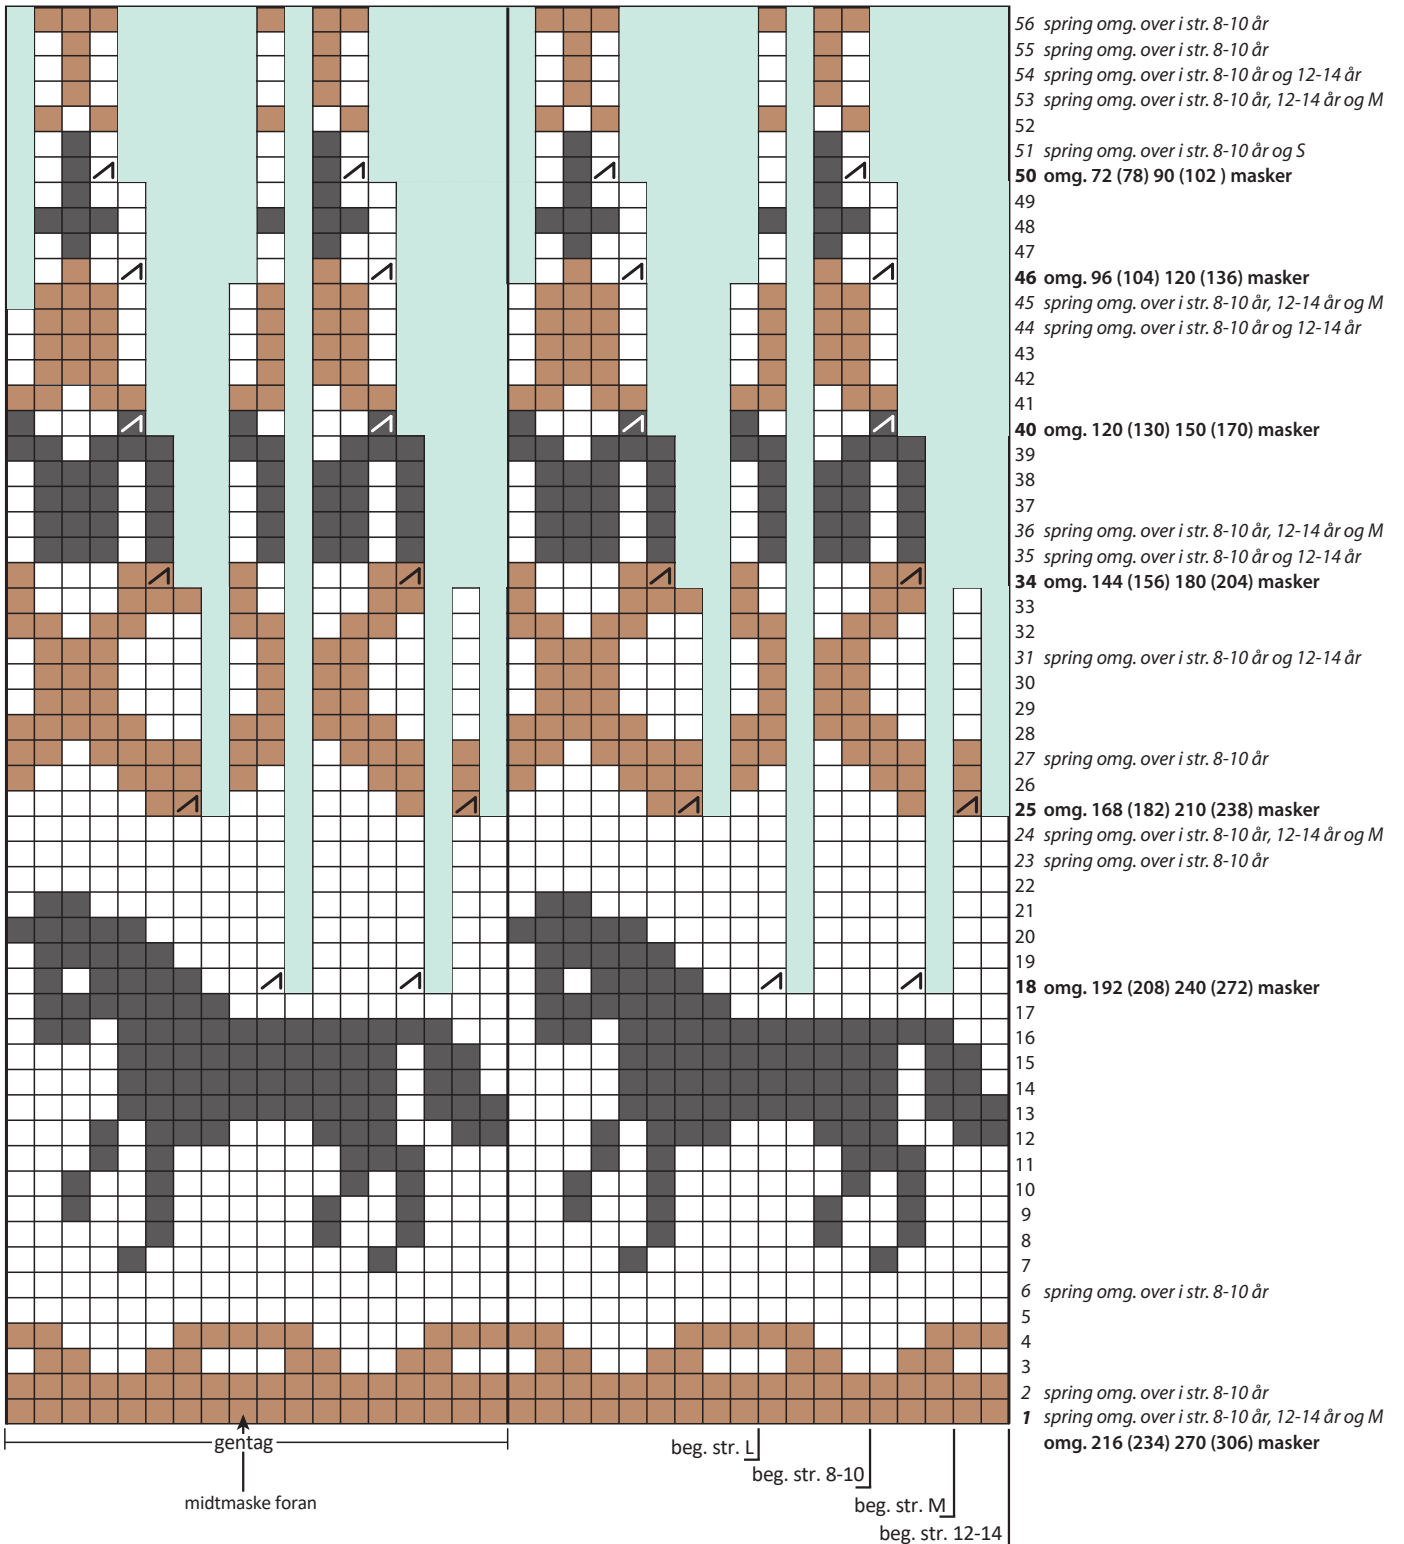 56 spring omg. over i str. 8-10 år
55 spring omg. over i str. 8-10 år
54 spring omg. over i str. 8-10 år og 12-14 år
53 spring omg. over i str. 8-10 år, 12-14 år og M
52
51 spring omg. over i str. 8-10 år og S
50 omg. 72 (78) 90 (102 ) masker
49
48
47
46 omg. 96 (104) 120 (136) masker
45 spring omg. over i str. 8-10 år, 12-14 år og M
44 spring omg. over i str. 8-10 år og 12-14 år
43
42
41
40 omg. 120 (130) 150 (170) masker
39
38
37
36 spring omg. over i str. 8-10 år, 12-14 år og M
35 spring omg. over i str. 8-10 år og 12-14 år
34 omg. 144 (156) 180 (204) masker
33
32
31 spring omg. over i str. 8-10 år og 12-14 år
30
29
28
27 spring omg. over i str. 8-10 år
26
25 omg. 168 (182) 210 (238) masker
24 spring omg. over i str. 8-10 år, 12-14 år og M
23 spring omg. over i str. 8-10 år
22
21
20
19
18 omg. 192 (208) 240 (272) masker
17
16
15
14
13
12
11
10
9
8
7
6 spring omg. over i str. 8-10 år
5
4
3
2 spring omg. over i str. 8-10 år
1 spring omg. over i str. 8-10 år, 12-14 år og M
omg. 216 (234) 270 (306) masker
gentag
beg. str. L
beg. str. 8-10
midtmaske foran
beg. str. M
beg. str. 12-14